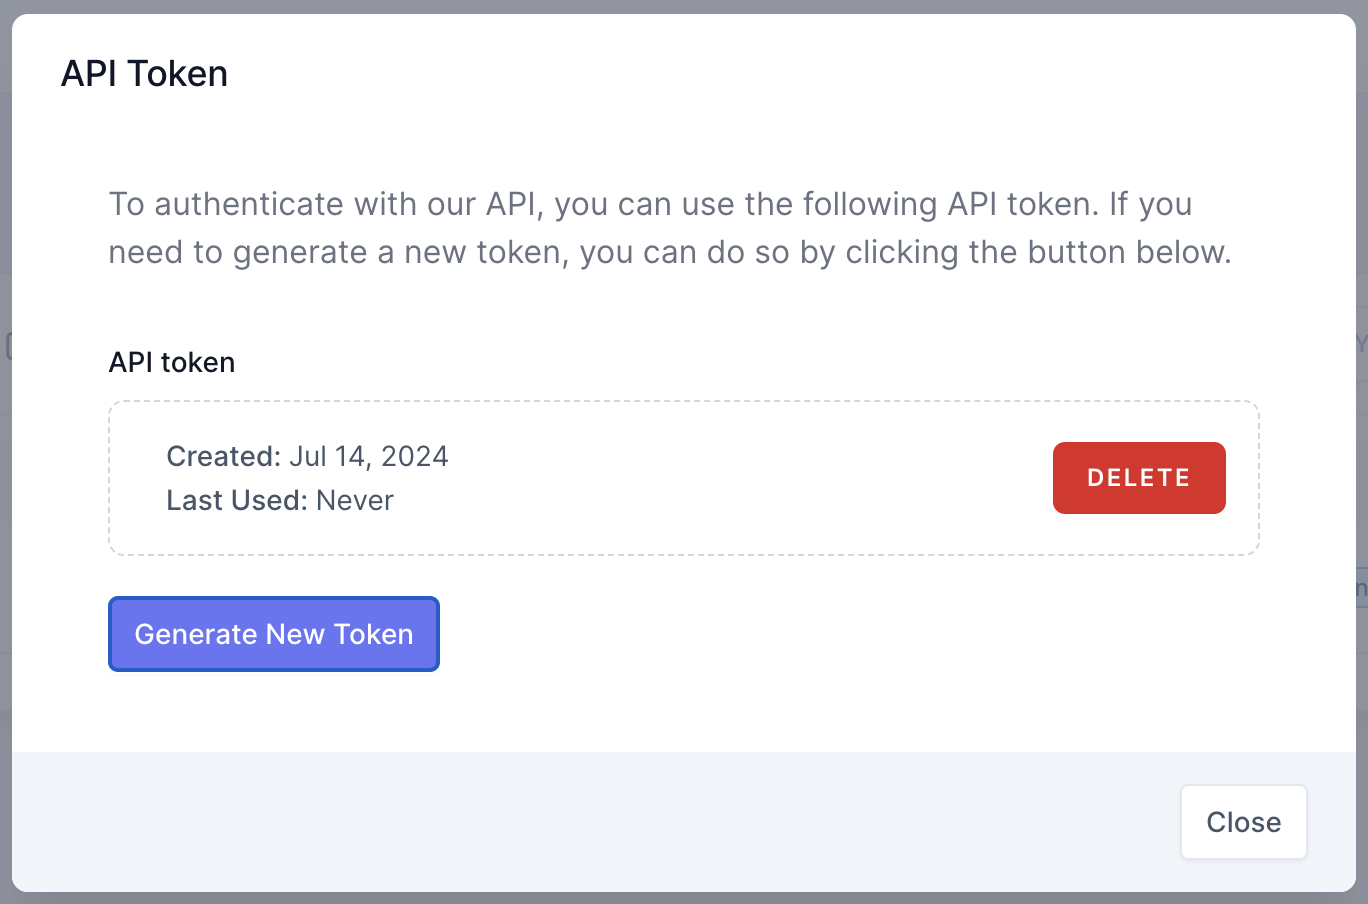 API Token
To authenticate with our API, you can use the following API token. If you
need to generate a new token, you can do so by clicking the button below.
API token
Created: Jul 14, 2024
Last Used: Never
DELETE
Generate New Token
Close